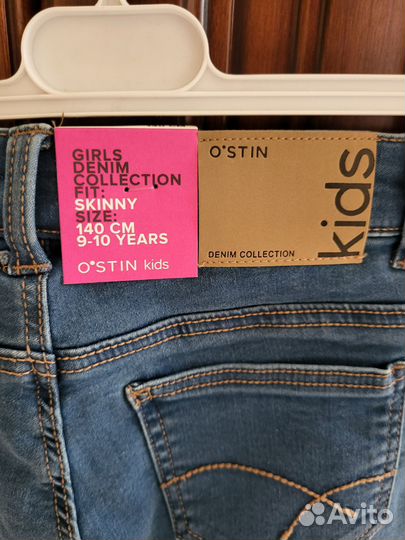 GIRLS
DENIM
COLLECTION
FIT:
SKINNY
SIZE:
140 CM
9-10 YEARS
O'STIN kids
O'STIN
kids
DENIM COLLECTION
Avito